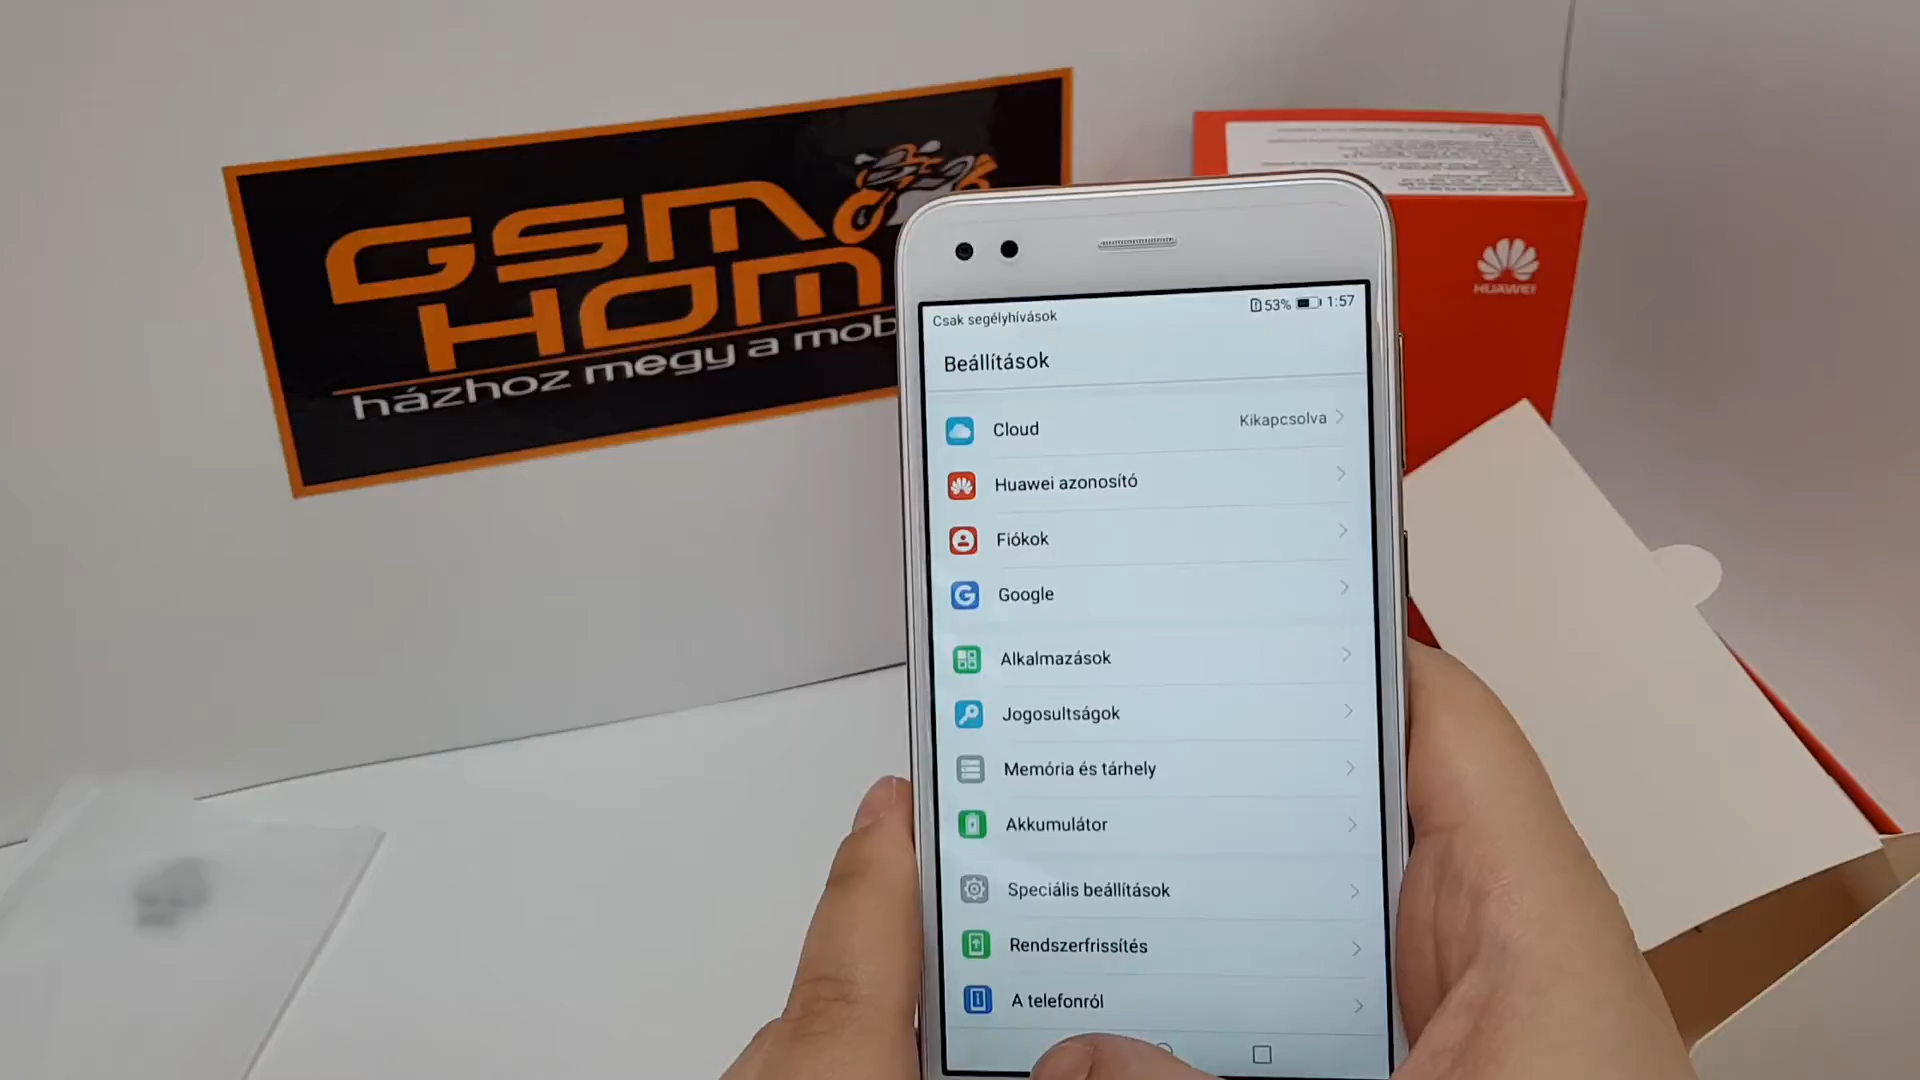 GSM
HOM
házhoz megy a mob
HUAWEI
Csak segélyhívások
53% 1:57
Beállítások
Cloud Kikapcsolva
Huawei azonosító
Fiókok
Google
Alkalmazások
Jogosultságok
Memória és tárhely
Akkumulátor
Speciális beállítások
Rendszerfrissítés
A telefonról